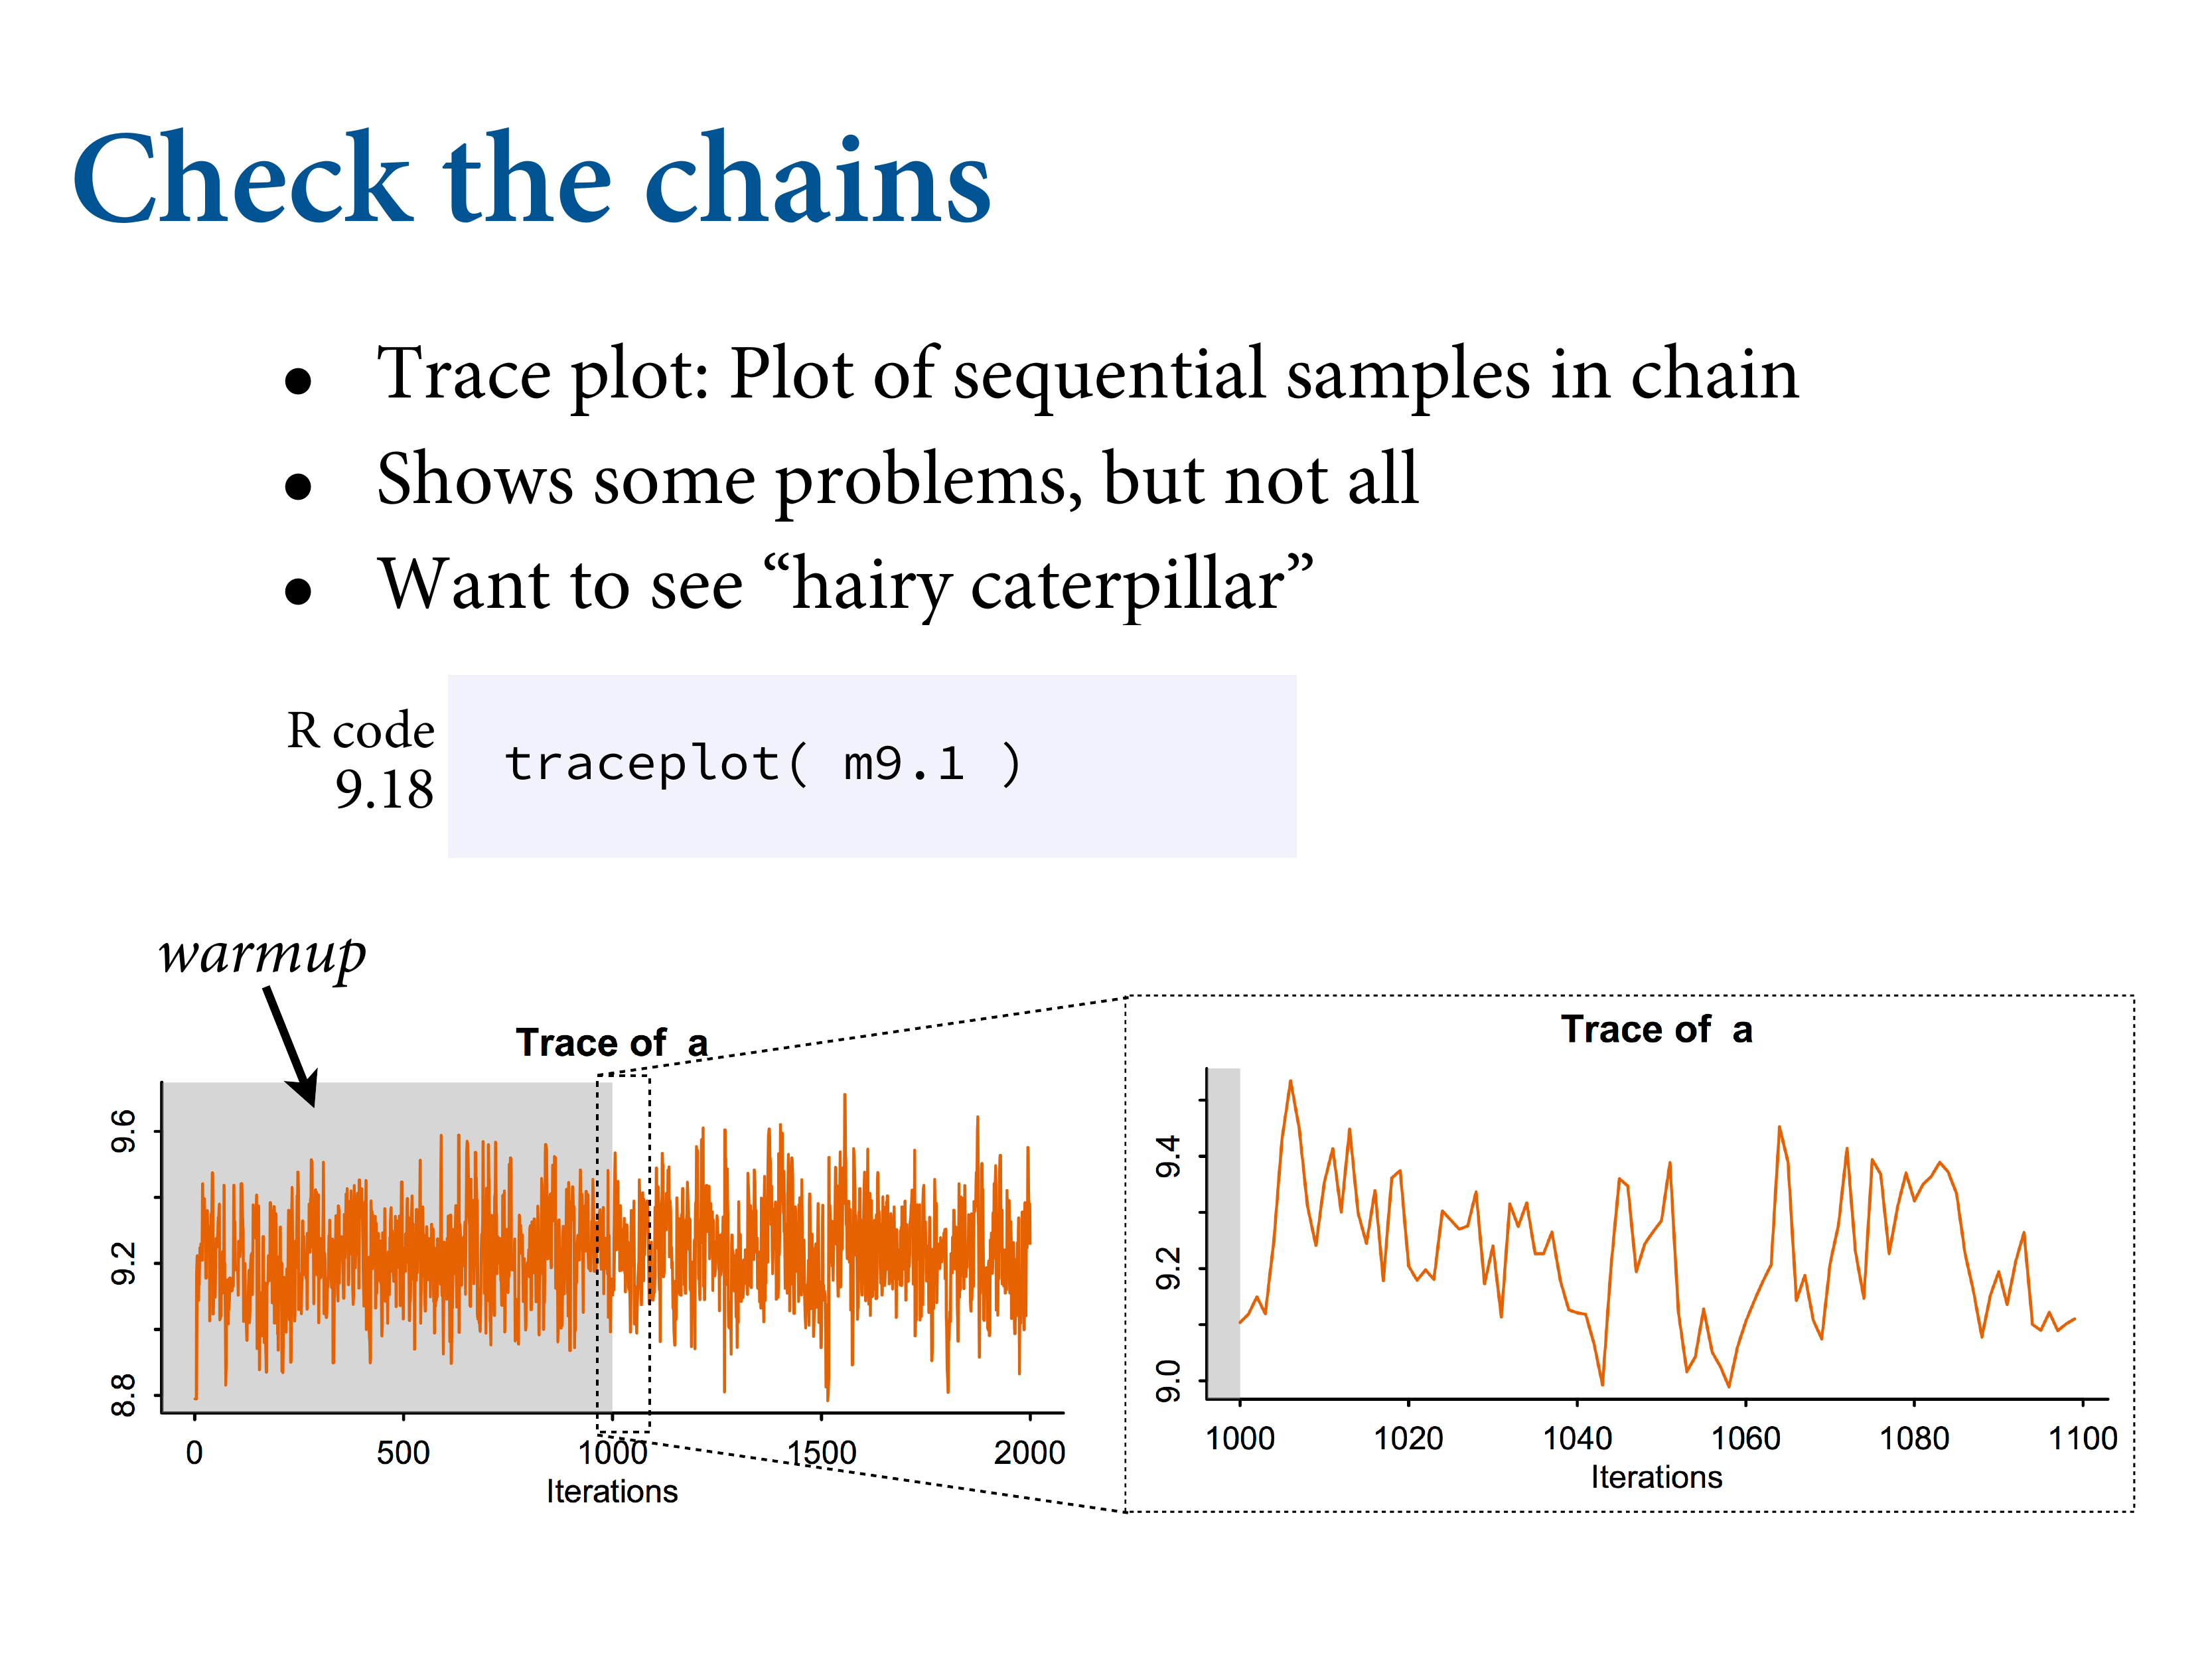 Check the chains
• Trace plot: Plot of sequential samples in chain
• Shows some problems, but not all
• Want to see “hairy caterpillar”
R code
9.18
traceplot( m9.1 )
warmup
Trace of a
9.6
9.2
8.8
0 500 1000 1500 2000
Iterations
Trace of a
9.4
9.2
9.0
1000 1020 1040 1060 1080 1100
Iterations